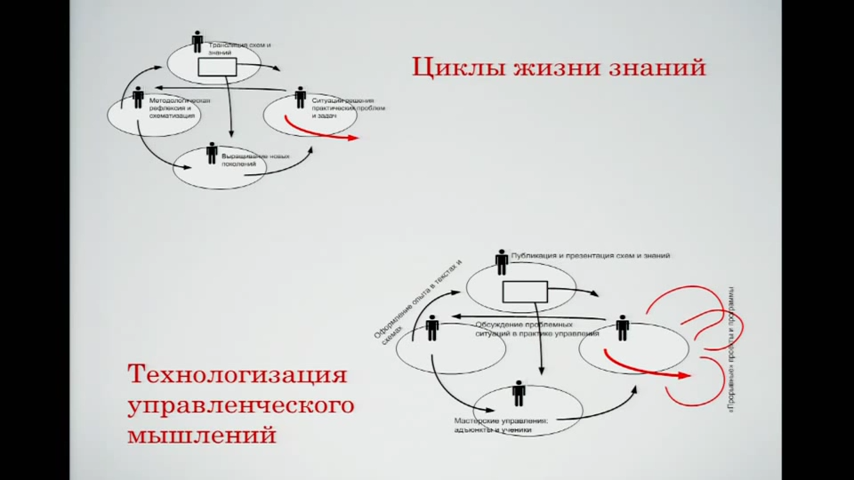 Трансляция схем и
знаний
Циклы жизни знаний
Методологическая
рефлексия и
схематизация
Ситуации решения
практических проблем
и задач
Выращивание новых
поколений
Публикация и презентация схем и знаний
Оформление опыта в текстах и
схемах
Обсуждение проблемных
ситуаций в практике управления
«Прорывные» проекты и программы
Мастерские управления:
адъюнкты и ученики
Технологизация
управленческого
мышлений